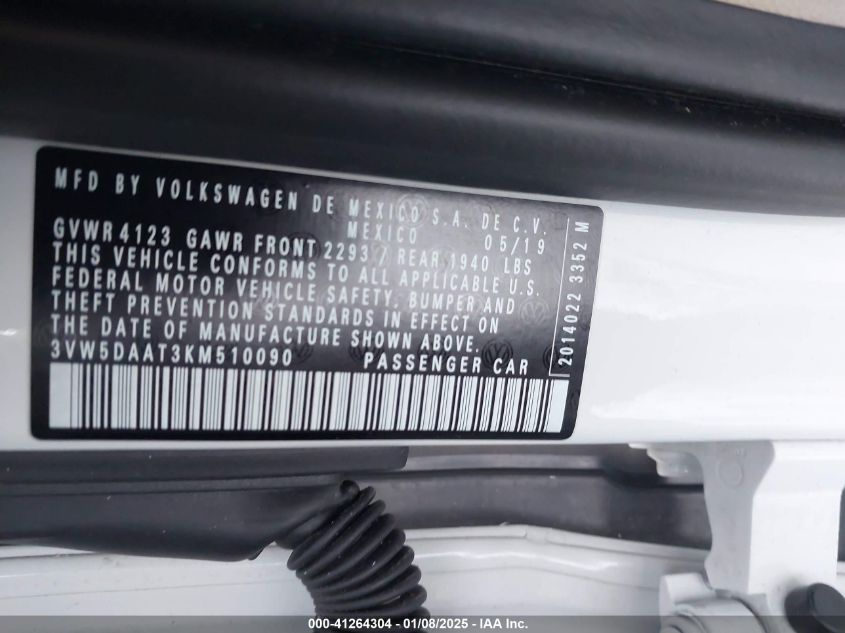 MFD BY VOLKSWAGEN DE MEXICO S.A. DE C.V.
MEXICO 05/19
GVWR 4123 GAWR FRONT 2293 / REAR 1940 LBS
THIS VEHICLE CONFORMS TO ALL APPLICABLE U.S.
FEDERAL MOTOR VEHICLE SAFETY, BUMPER AND
THEFT PREVENTION STANDARDS IN EFFECT ON
THE DATE OF MANUFACTURE SHOWN ABOVE.
3VW5DAAT3KM510090 PASSENGER CAR
2014022 3352 M
000-41264304 - 01/08/2025 - IAA Inc.